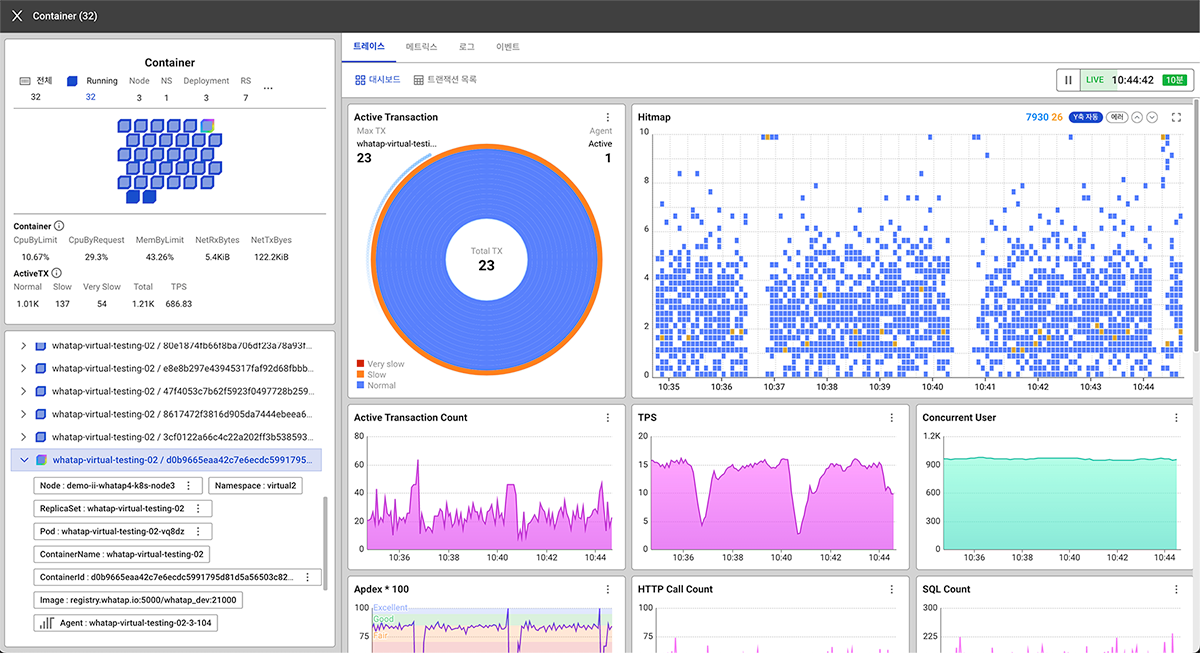 Container (32)
Container
전체 Running Node NS Deployment RS ...
32 32 3 1 3 7
Container
CpuByLimit CpuByRequest MemByLimit NetRxBytes NetTxByes
10.67% 29.3% 43.26% 5.4KiB 122.2KiB
ActiveTX
Normal Slow Very Slow Total TPS
1.01K 137 54 1.21K 686.83
whatap-virtual-testing-02 / 80e1874fb66f8ba706df23a78a93f...
whatap-virtual-testing-02 / e8e8b297e43945317faf92d68fbbb...
whatap-virtual-testing-02 / 47f4053c7b62f5923f0497728b259...
whatap-virtual-testing-02 / 8617472f3816d905da7444ebeea6...
whatap-virtual-testing-02 / 3cf0122a66c4c22a202ff3b538593...
whatap-virtual-testing-02 / d0b9665eaa42c7e6ecdc5991795...
Node : demo-ii-whatap4-k8s-node3 Namespace : virtual2
ReplicaSet : whatap-virtual-testing-02
Pod : whatap-virtual-testing-02-vq8dz
ContainerName : whatap-virtual-testing-02
ContainerId : d0b9665eaa42c7e6ecdc5991795d81d5a56503c82...
Image : registry.whatap.io:5000/whatap_dev:21000
Agent : whatap-virtual-testing-02-3-104
트레이스 메트릭스 로그 이벤트
대시보드 트랜잭션 목록
LIVE 10:44:42 10분
Active Transaction
Max TX Agent
whatap-virtual-testi... Active
23 1
Total TX
23
Very slow
Slow
Normal
Hitmap 7930 26 Y축 자동 에러
10
8
6
4
2
0
10:35 10:36 10:37 10:38 10:39 10:40 10:41 10:42 10:43 10:44
Active Transaction Count
80
60
40
20
0
10:36 10:38 10:40 10:42 10:44
TPS
20
15
10
5
0
10:36 10:38 10:40 10:42 10:44
Concurrent User
1.2K
900
600
300
0
10:36 10:38 10:40 10:42 10:44
Apdex * 100
100 Excellent
Good
75 Fair
HTTP Call Count
100
75
SQL Count
300
225